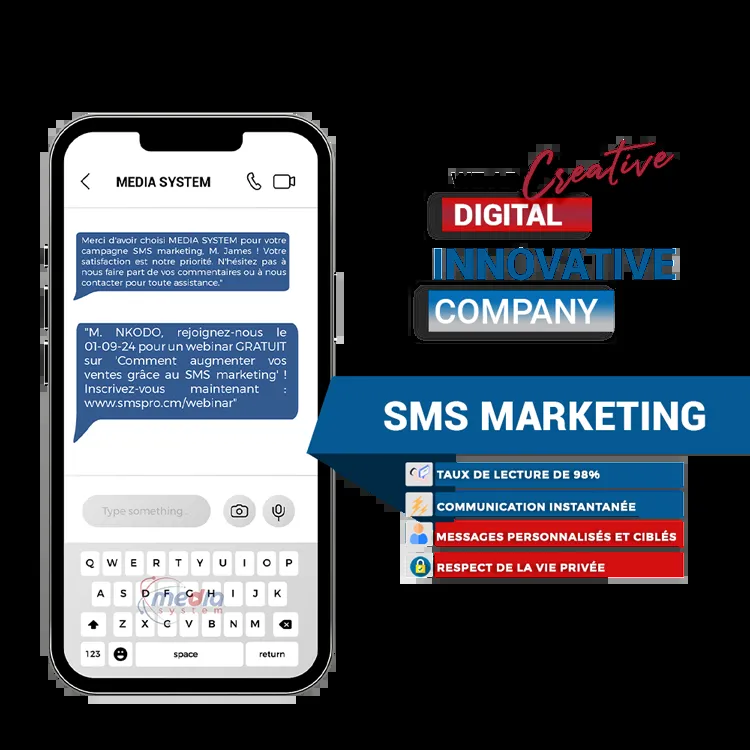 MEDIA SYSTEM
Merci d'avoir choisi MEDIA SYSTEM pour votre
campagne SMS marketing, M. James ! Votre
satisfaction est notre priorité. N'hésitez pas à
nous faire part de vos commentaires ou à nous
contacter pour toute assistance."
"M. NKODO, rejoignez-nous le
01-09-24 pour un webinar GRATUIT
sur 'Comment augmenter vos
ventes grâce au SMS marketing' !
Inscrivez-vous maintenant :
www.smspro.cm/webinar"
Type something..
Q W E R T Y U I O P
A S D F G H I J K
Z X C V B N M
123 space return
media
system
Creative
DIGITAL
INNOVATIVE
COMPANY
SMS MARKETING
TAUX DE LECTURE DE 98%
COMMUNICATION INSTANTANÉE
MESSAGES PERSONNALISÉS ET CIBLÉS
RESPECT DE LA VIE PRIVÉE